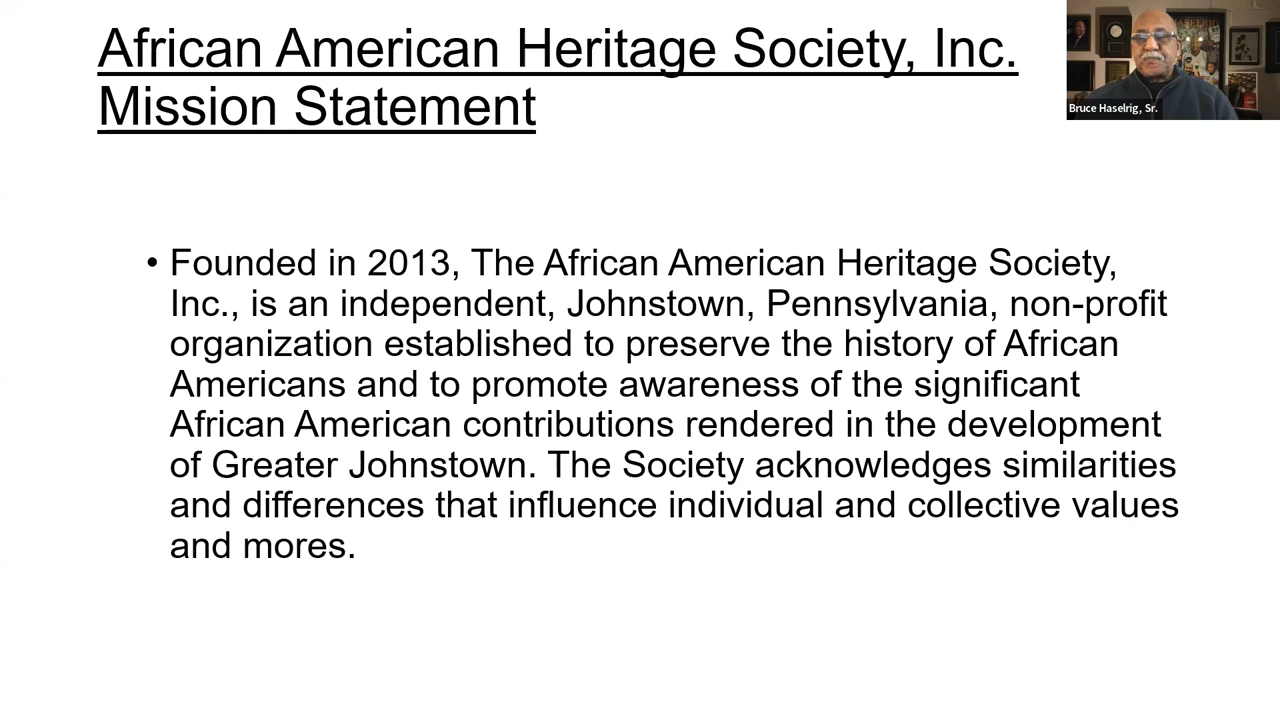 African American Heritage Society, Inc.
Mission Statement
Bruce Haselrig, Sr.
• Founded in 2013, The African American Heritage Society,
Inc., is an independent, Johnstown, Pennsylvania, non-profit
organization established to preserve the history of African
Americans and to promote awareness of the significant
African American contributions rendered in the development
of Greater Johnstown. The Society acknowledges similarities
and differences that influence individual and collective values
and mores.